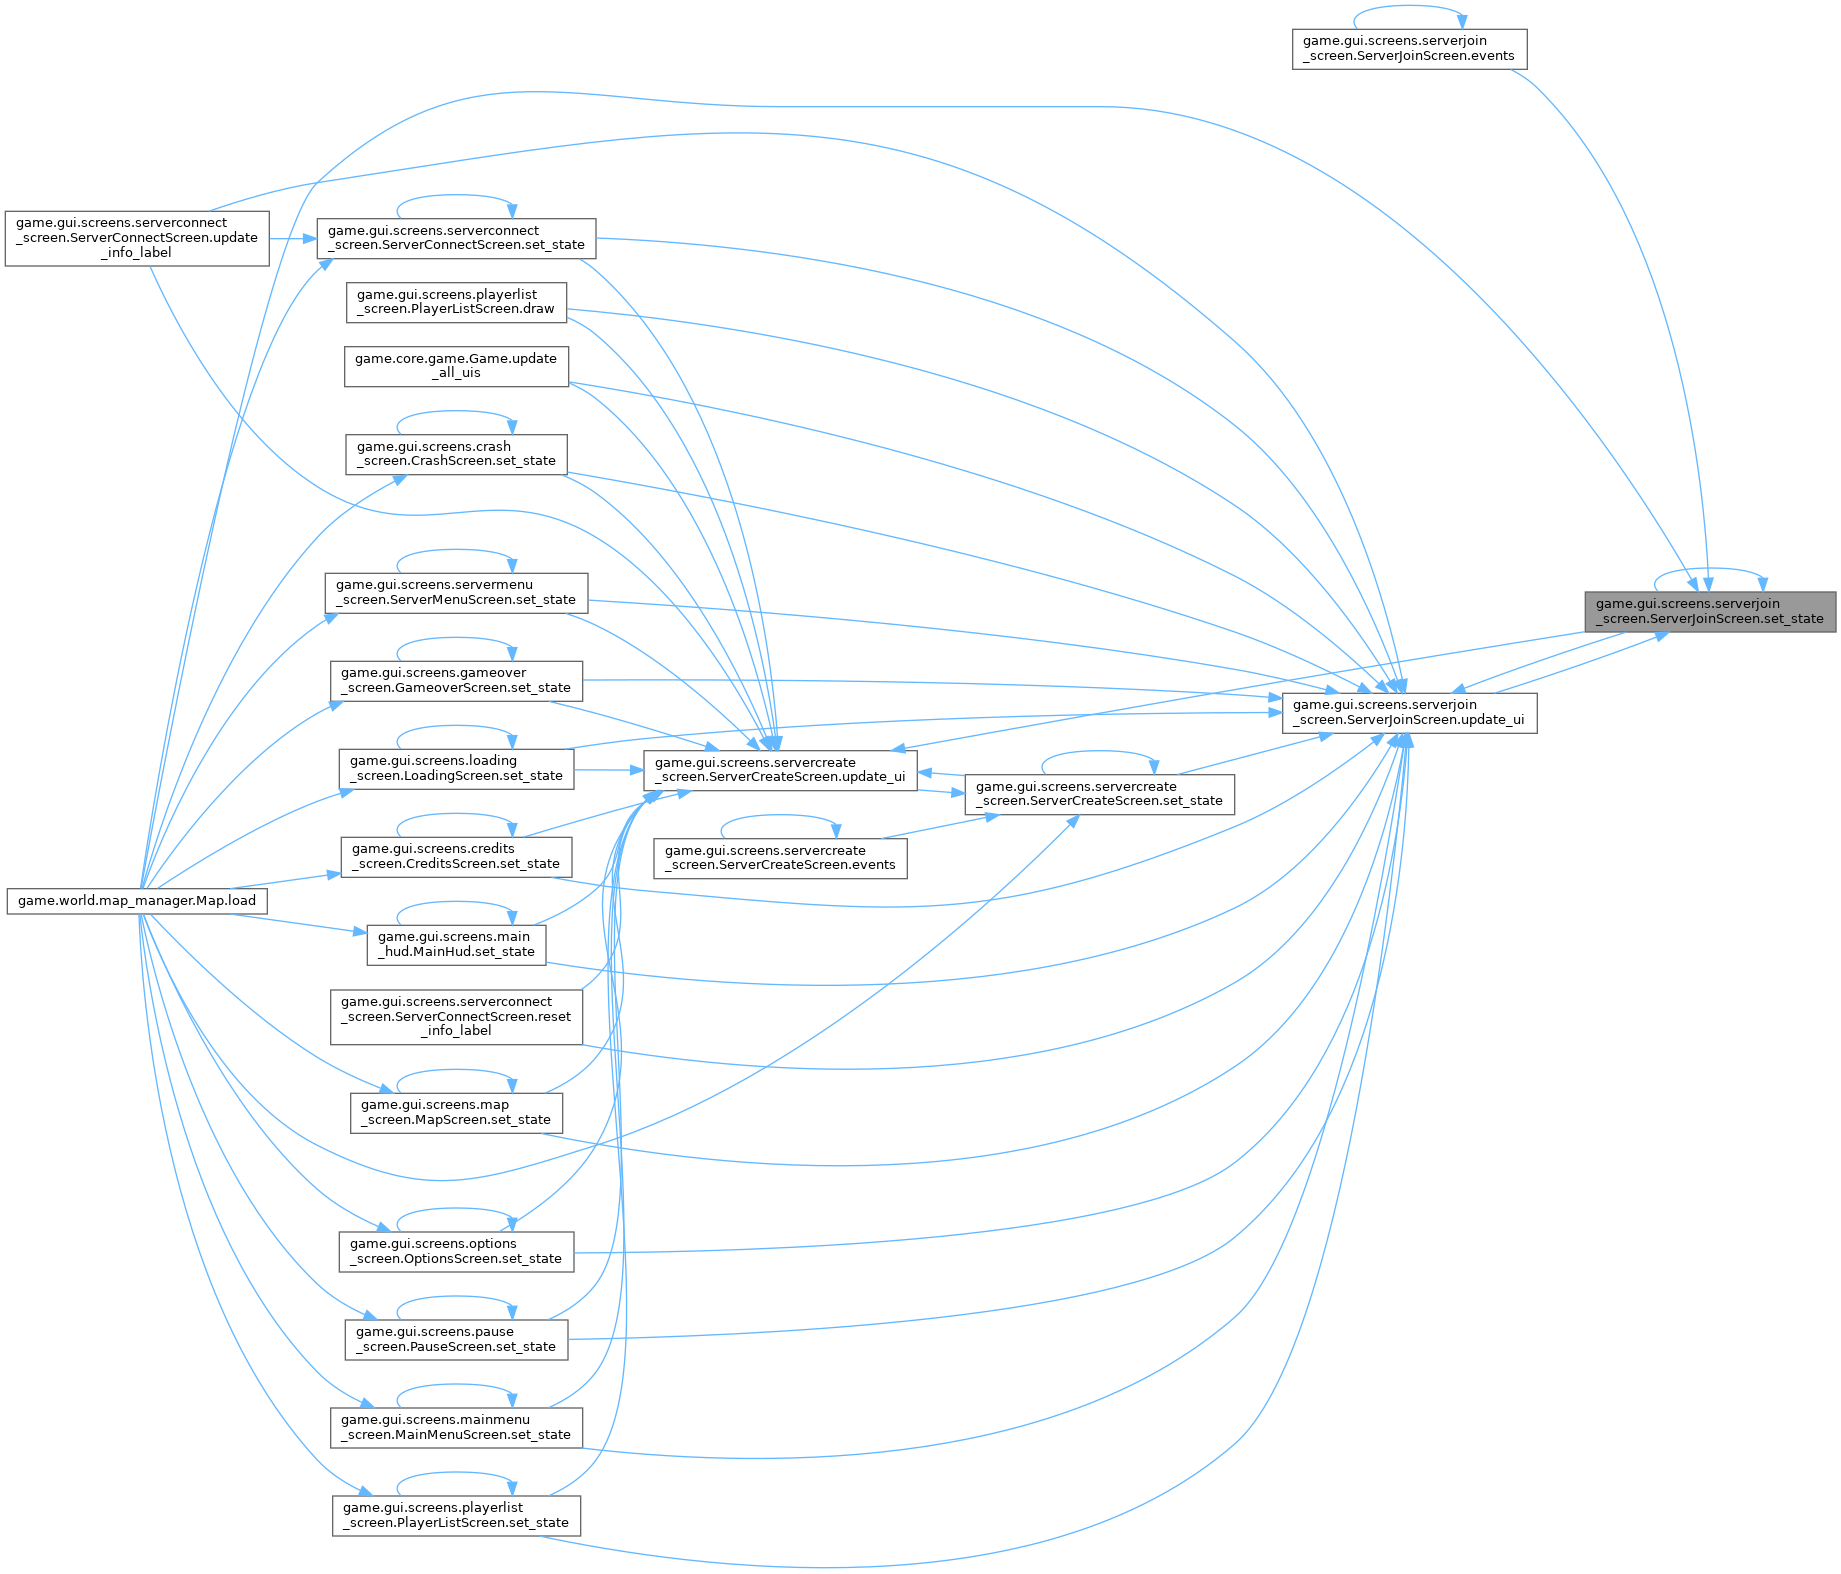 game.gui.screens.serverjoin
_screen.ServerJoinScreen.events
game.gui.screens.serverconnect
_screen.ServerConnectScreen.update
_info_label
game.gui.screens.serverconnect
_screen.ServerConnectScreen.set_state
game.gui.screens.playerlist
_screen.PlayerListScreen.draw
game.core.game.Game.update
_all_uis
game.gui.screens.crash
_screen.CrashScreen.set_state
game.gui.screens.servermenu
_screen.ServerMenuScreen.set_state
game.gui.screens.serverjoin
_screen.ServerJoinScreen.set_state
game.gui.screens.gameover
_screen.GameoverScreen.set_state
game.gui.screens.serverjoin
_screen.ServerJoinScreen.update_ui
game.gui.screens.loading
_screen.LoadingScreen.set_state
game.gui.screens.servercreate
_screen.ServerCreateScreen.update_ui
game.gui.screens.servercreate
_screen.ServerCreateScreen.set_state
game.gui.screens.credits
_screen.CreditsScreen.set_state
game.gui.screens.servercreate
_screen.ServerCreateScreen.events
game.world.map_manager.Map.load
game.gui.screens.main
_hud.MainHud.set_state
game.gui.screens.serverconnect
_screen.ServerConnectScreen.reset
_info_label
game.gui.screens.map
_screen.MapScreen.set_state
game.gui.screens.options
_screen.OptionsScreen.set_state
game.gui.screens.pause
_screen.PauseScreen.set_state
game.gui.screens.mainmenu
_screen.MainMenuScreen.set_state
game.gui.screens.playerlist
_screen.PlayerListScreen.set_state